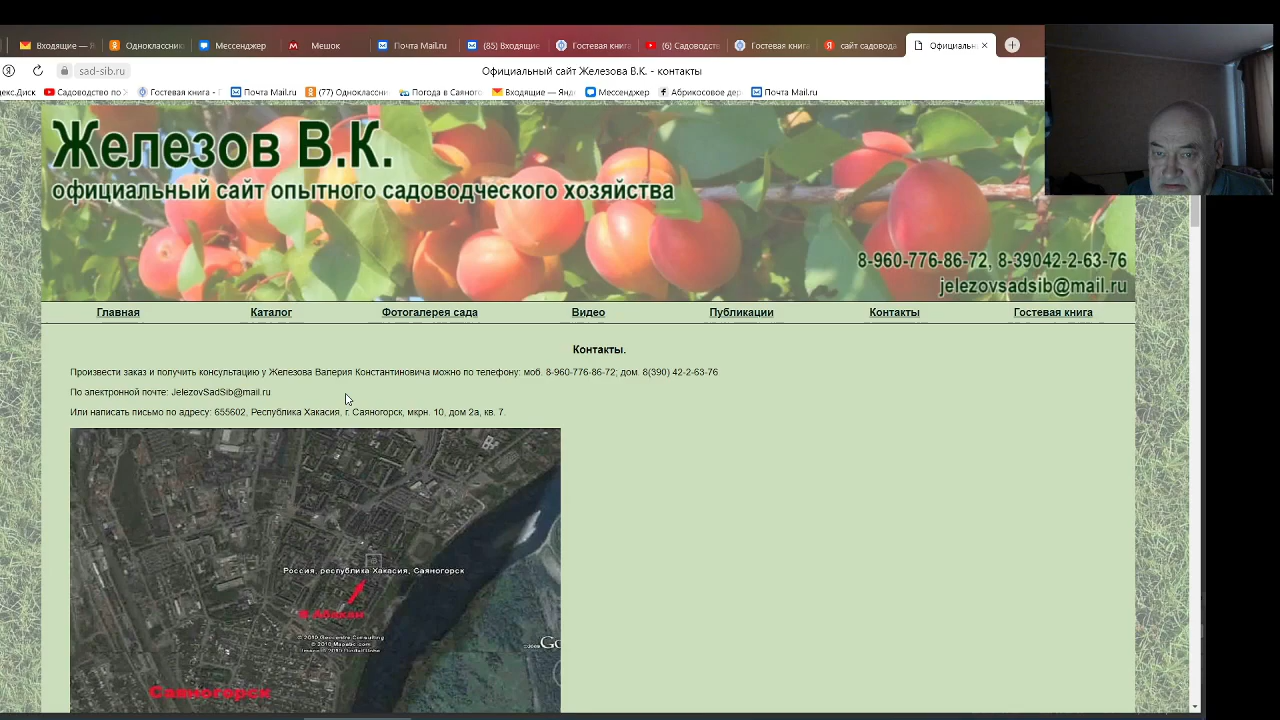 Входящие — Я
Одноклассник
Мессенджер
Мешок
Почта Mail.ru
(85) Входящие
Гостевая книга
(6) Садоводств
Гостевая книга
сайт садовода
Официальн
sad-sib.ru
Официальный сайт Железова В.К. - контакты
екс.Диск
Садоводство по Ж
Гостевая книга - Г
Почта Mail.ru
(77) Одноклассни
Погода в Саяного
Входящие — Янд
Мессенджер
Абрикосовое дер
Почта Mail.ru
Железов В.К.
официальный сайт опытного садоводческого хозяйства
8-960-776-86-72, 8-39042-2-63-76
jelezovsadsib@mail.ru
Главная
Каталог
Фотогалерея сада
Видео
Публикации
Контакты
Гостевая книга
Контакты.
Произвести заказ и получить консультацию у Железова Валерия Константиновича можно по телефону: моб. 8-960-776-86-72; дом. 8(390) 42-2-63-76
По электронной почте: JelezovSadSib@mail.ru
Или написать письмо по адресу: 655602, Республика Хакасия, г. Саяногорск, мкрн. 10, дом 2а, кв. 7.
Россия, республика Хакасия, Саяногорск
В Абакан
Саяногорск